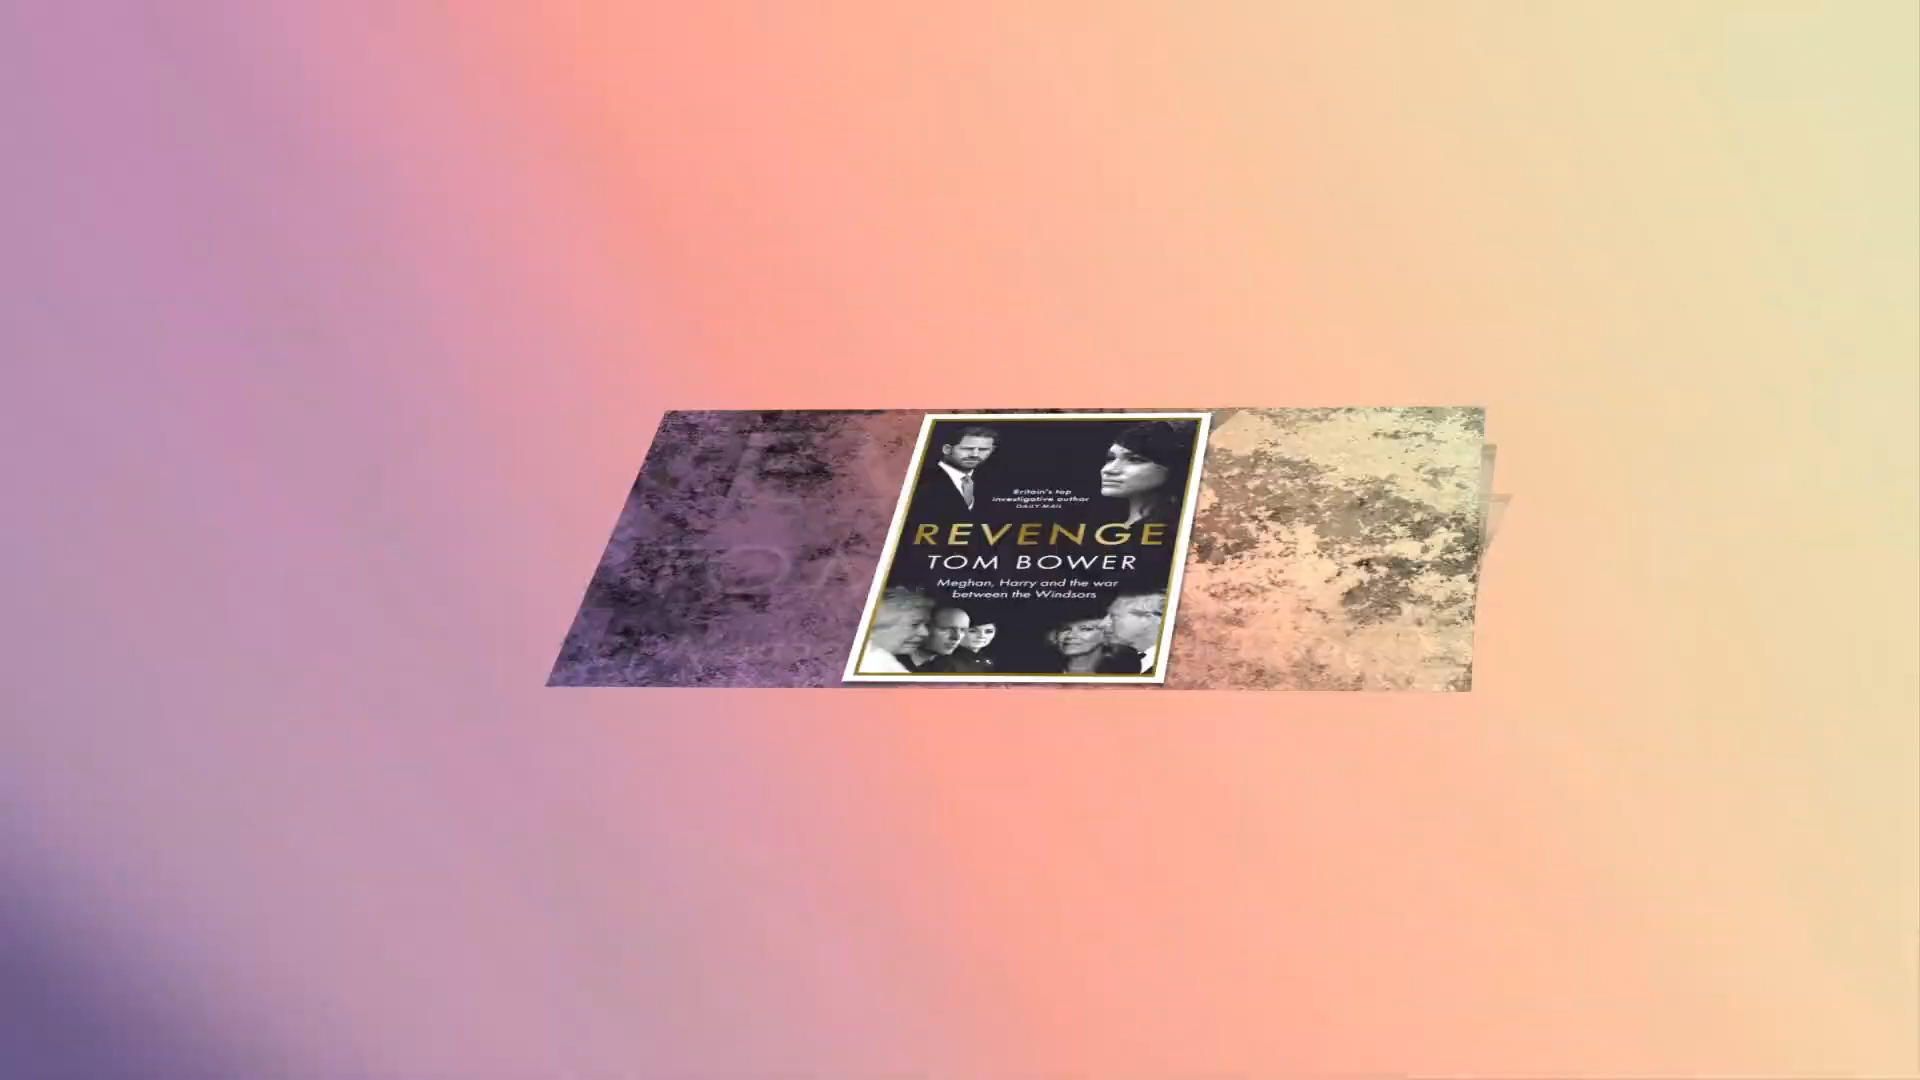 Britain's top
investigative author
DAILY MAIL
REVENGE
TOM BOWER
Meghan, Harry and the war
between the Windsors